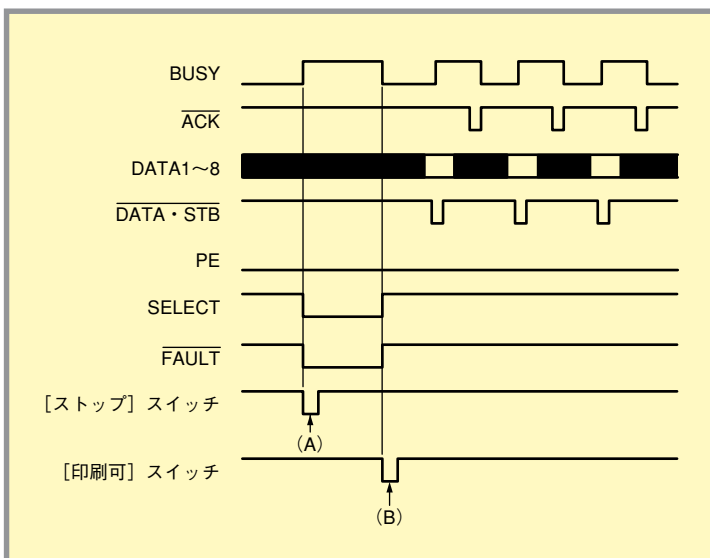 BUSY
ACK
DATA1〜8
DATA・STB
PE
SELECT
FAULT
［ストップ］スイッチ
(A)
［印刷可］スイッチ
(B)